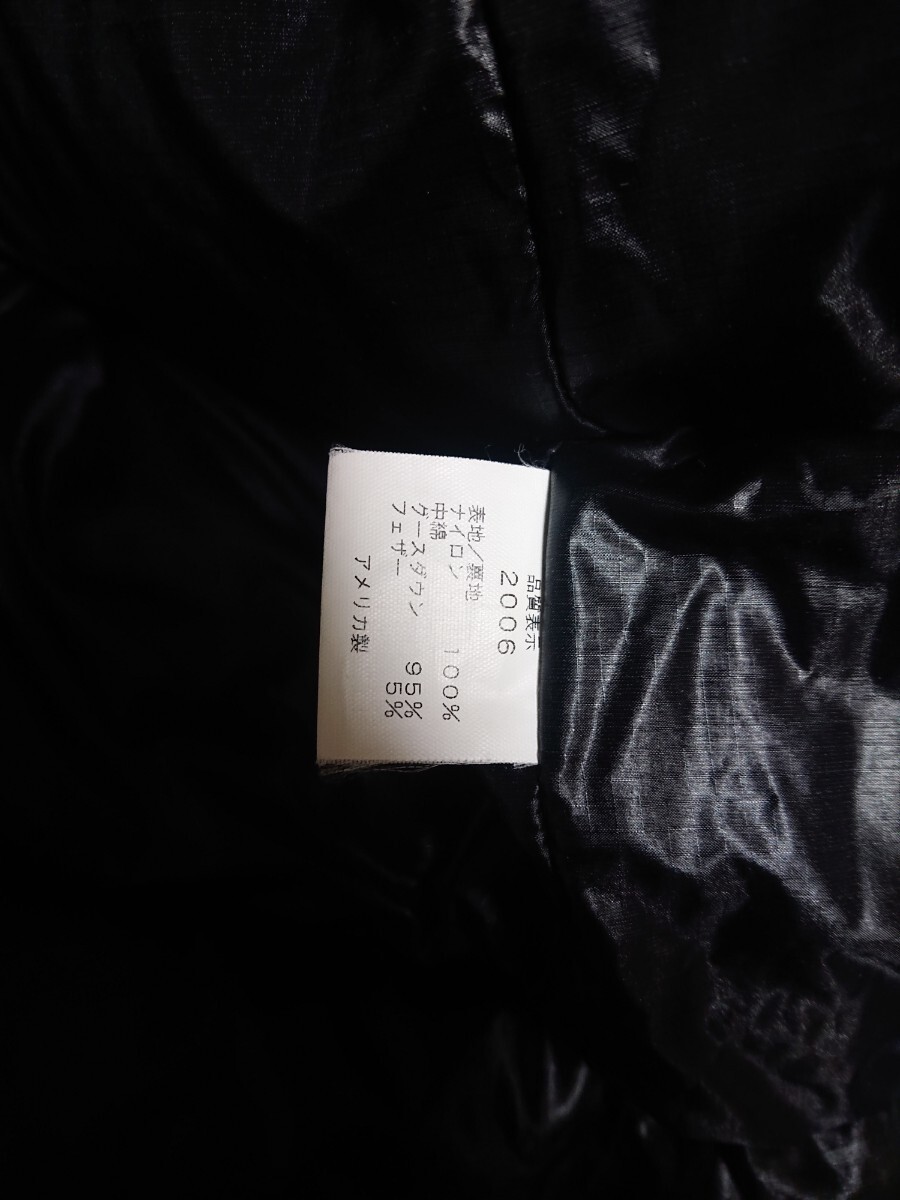 品質表示
2006
表地/裏地
ナイロン 100%
中綿
グースダウン 95%
フェザー 5%
アメリカ製